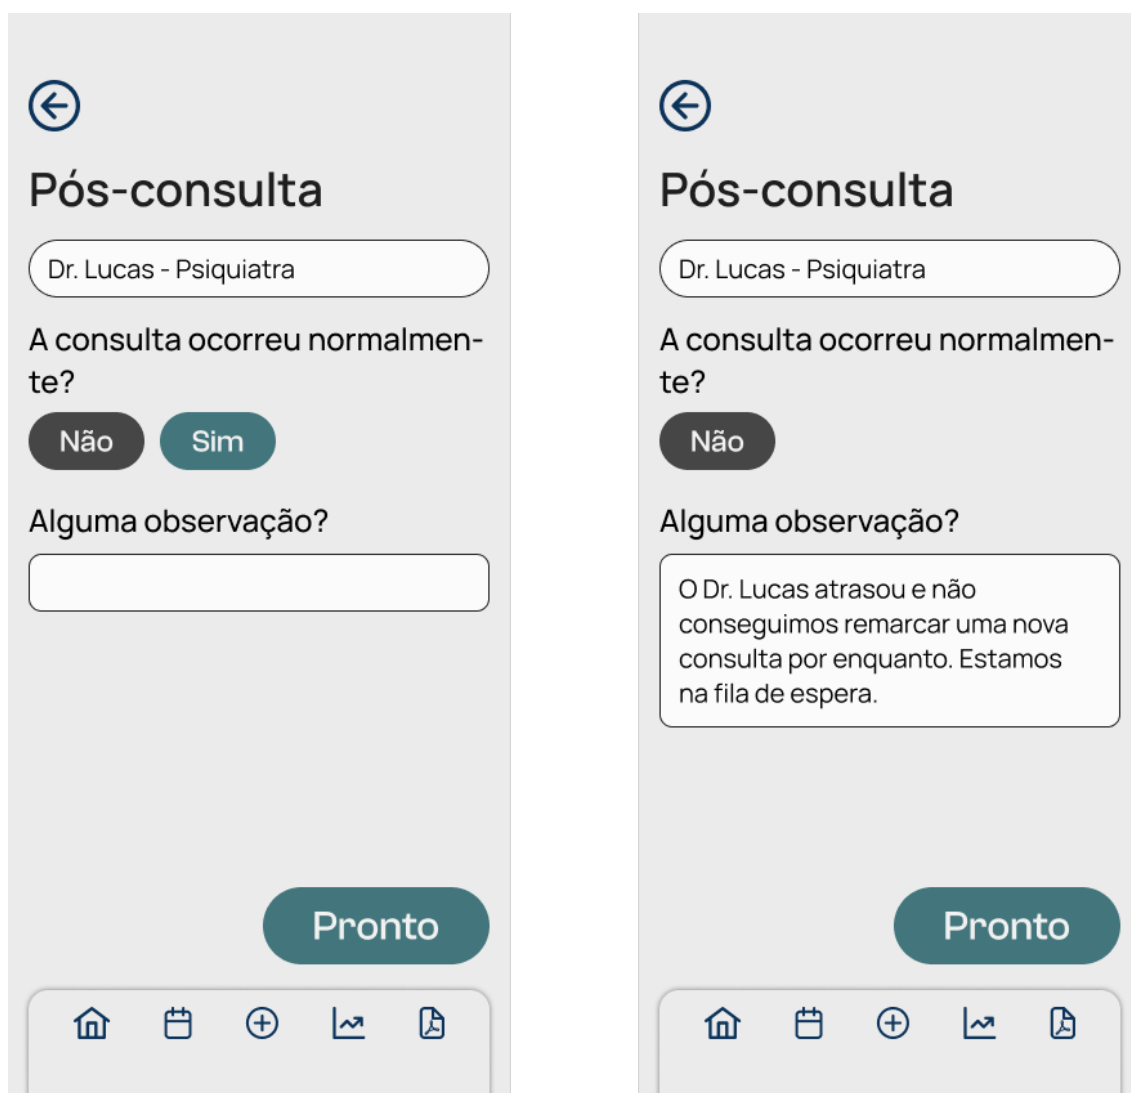 Pós-consulta
Dr. Lucas - Psiquiatra
A consulta ocorreu normalmen-
te?
Não
Sim
Alguma observação?
Pronto
Pós-consulta
Dr. Lucas - Psiquiatra
A consulta ocorreu normalmen-
te?
Não
Alguma observação?
O Dr. Lucas atrasou e não
conseguimos remarcar uma nova
consulta por enquanto. Estamos
na fila de espera.
Pronto